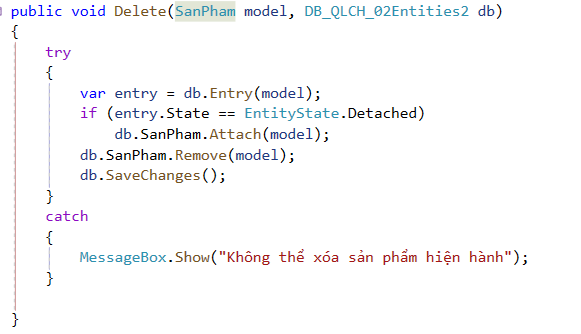 public void Delete(SanPham model, DB_QLCH_02Entities2 db)
{
try
{
var entry = db.Entry(model);
if (entry.State == EntityState.Detached)
db.SanPham.Attach(model);
db.SanPham.Remove(model);
db.SaveChanges();
}
catch
{
MessageBox.Show("Không thể xóa sản phẩm hiện hành");
}
}